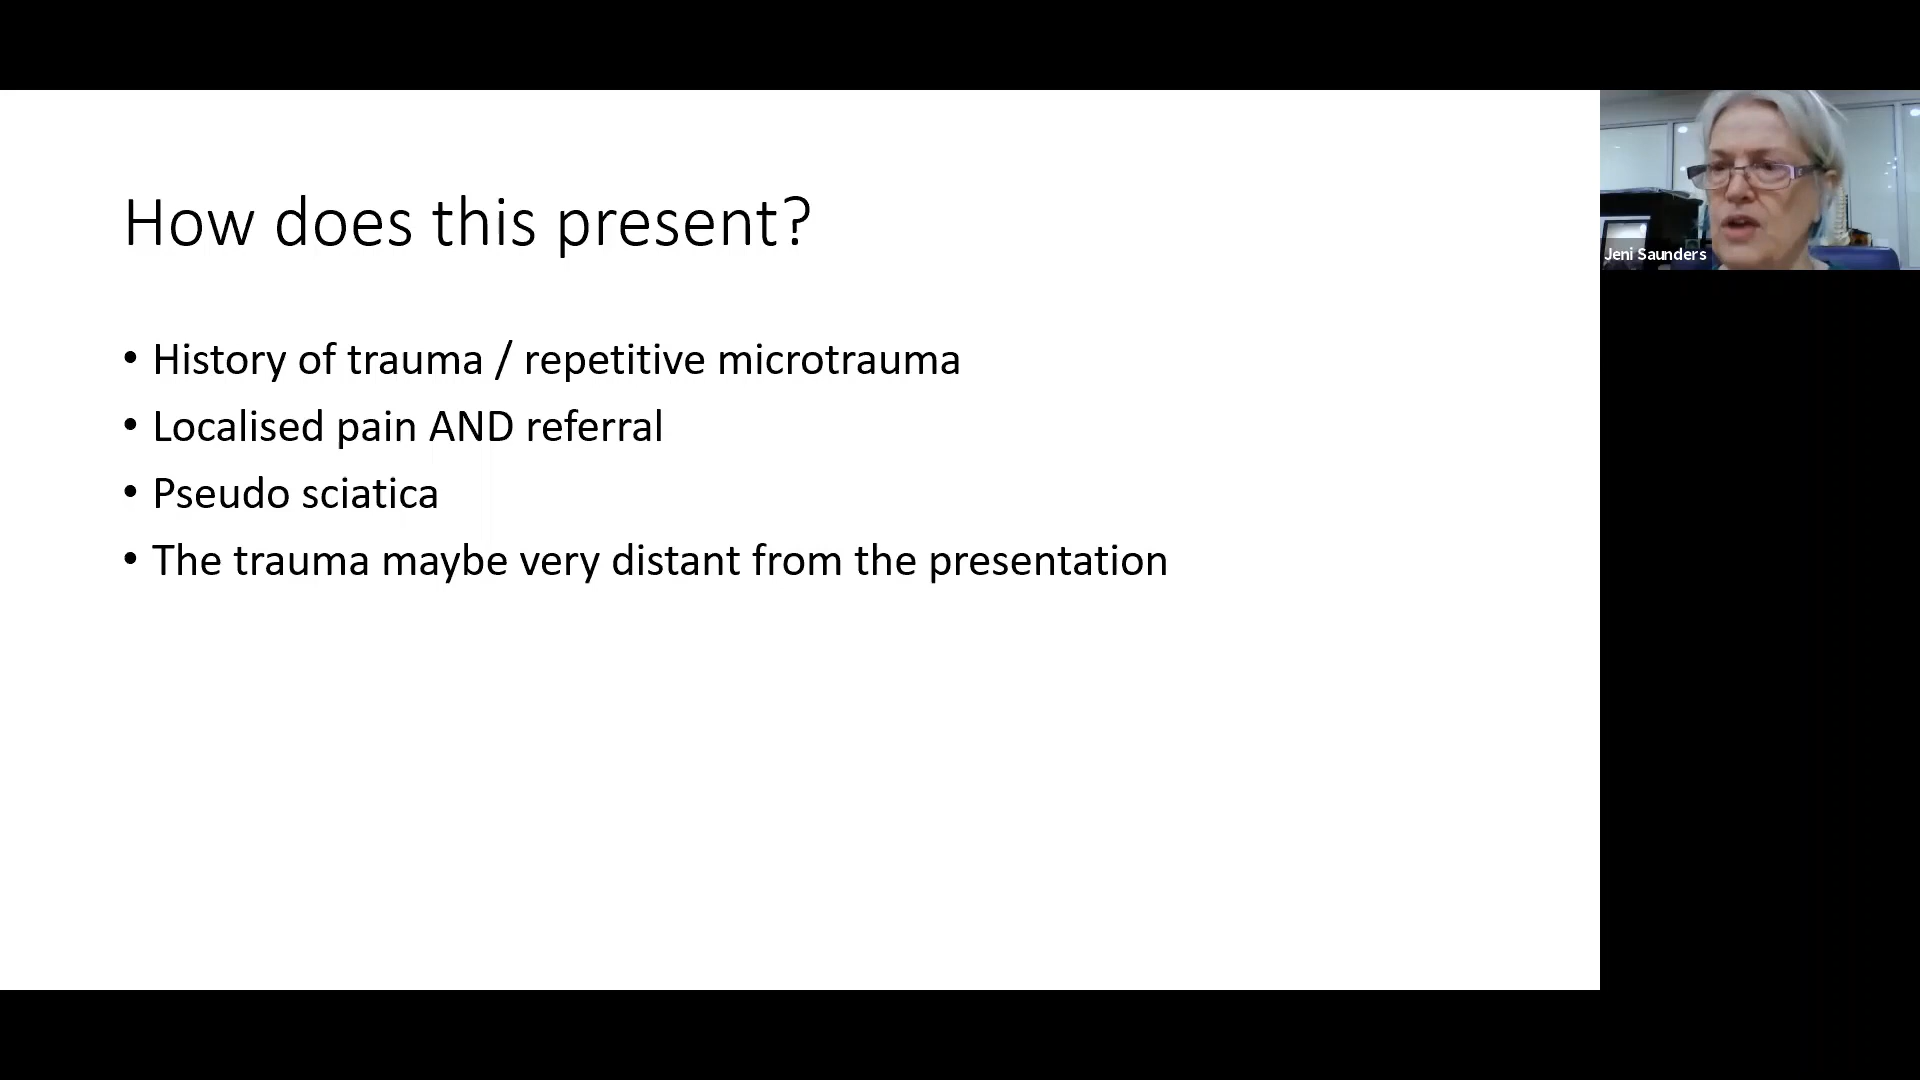 How does this present?
• History of trauma / repetitive microtrauma
• Localised pain AND referral
• Pseudo sciatica
• The trauma maybe very distant from the presentation
Jeni Saunders